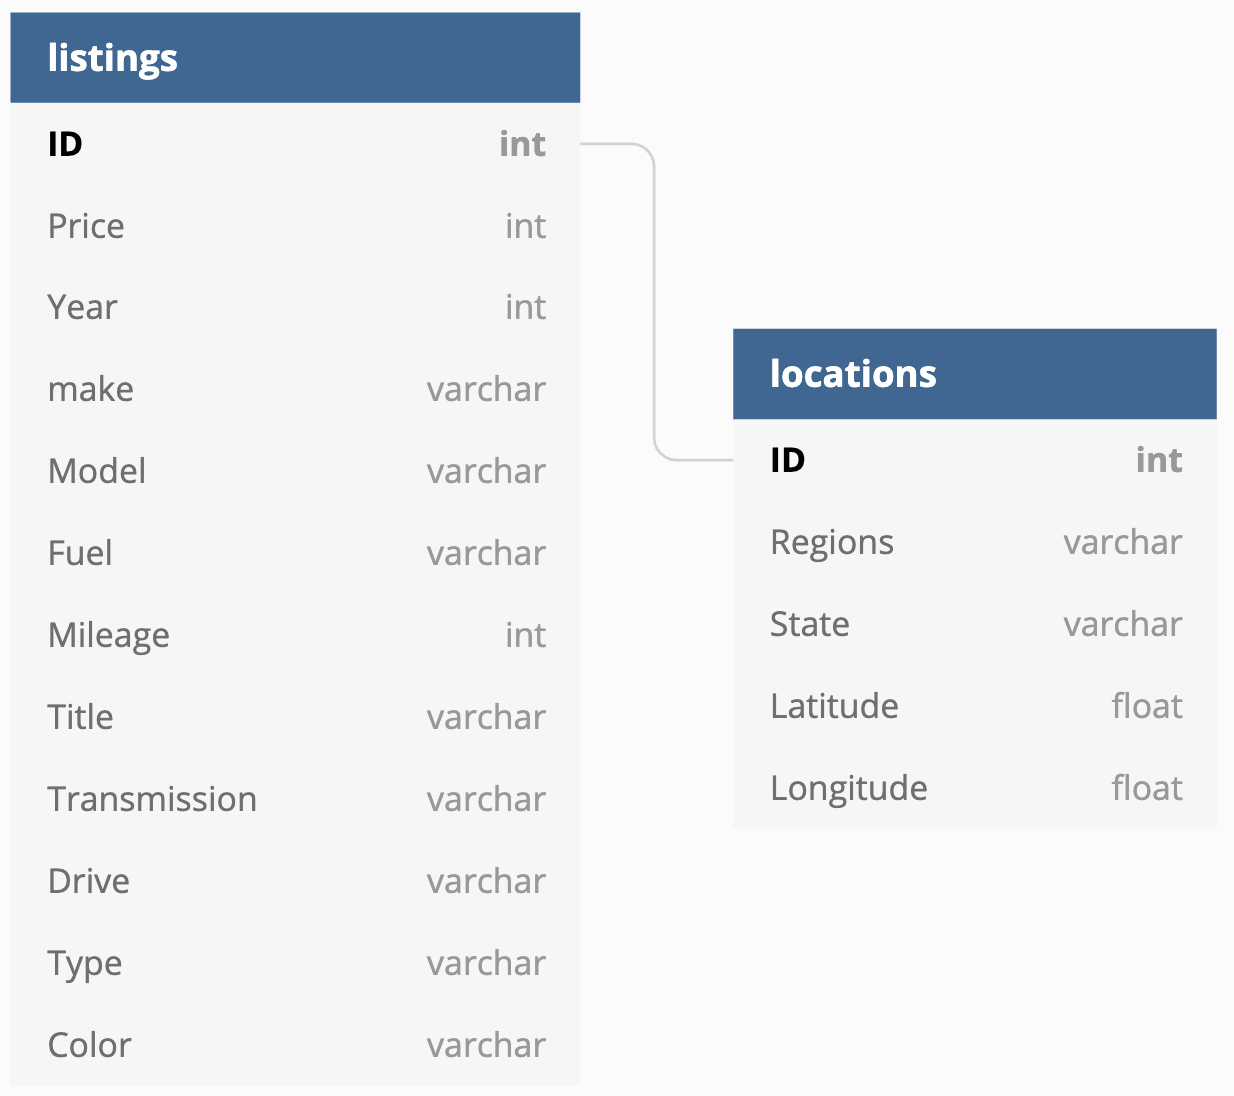 listings
ID int
Price int
Year int
make varchar
Model varchar
Fuel varchar
Mileage int
Title varchar
Transmission varchar
Drive varchar
Type varchar
Color varchar
locations
ID int
Regions varchar
State varchar
Latitude float
Longitude float